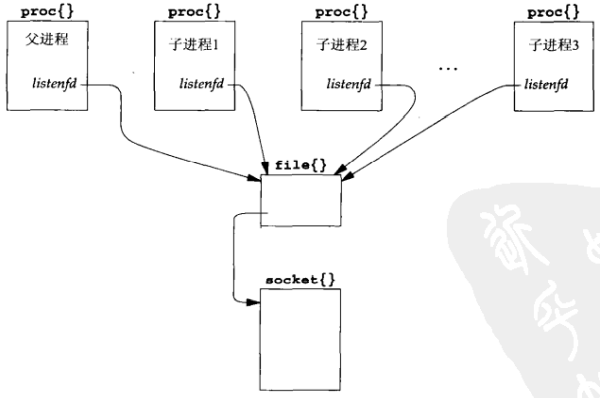 proc{} proc{} proc{} proc{}
父进程 子进程1 子进程2 子进程3
...
listenfd listenfd listenfd listenfd
file{}
socket{}